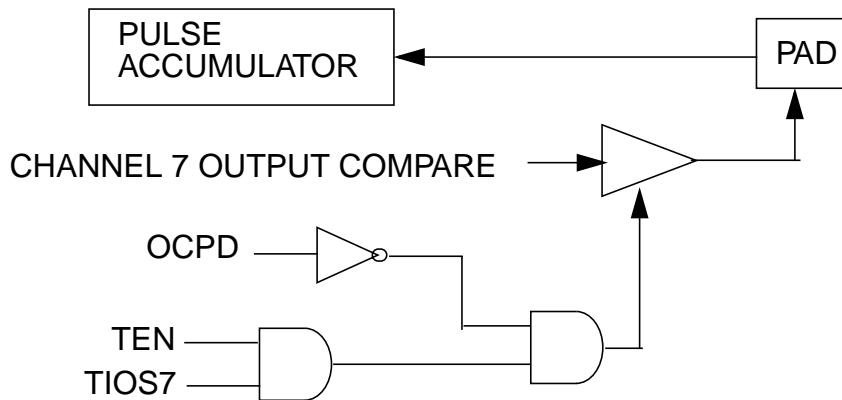 PULSE
ACCUMULATOR
PAD
CHANNEL 7 OUTPUT COMPARE
OCPD
TEN
TIOS7